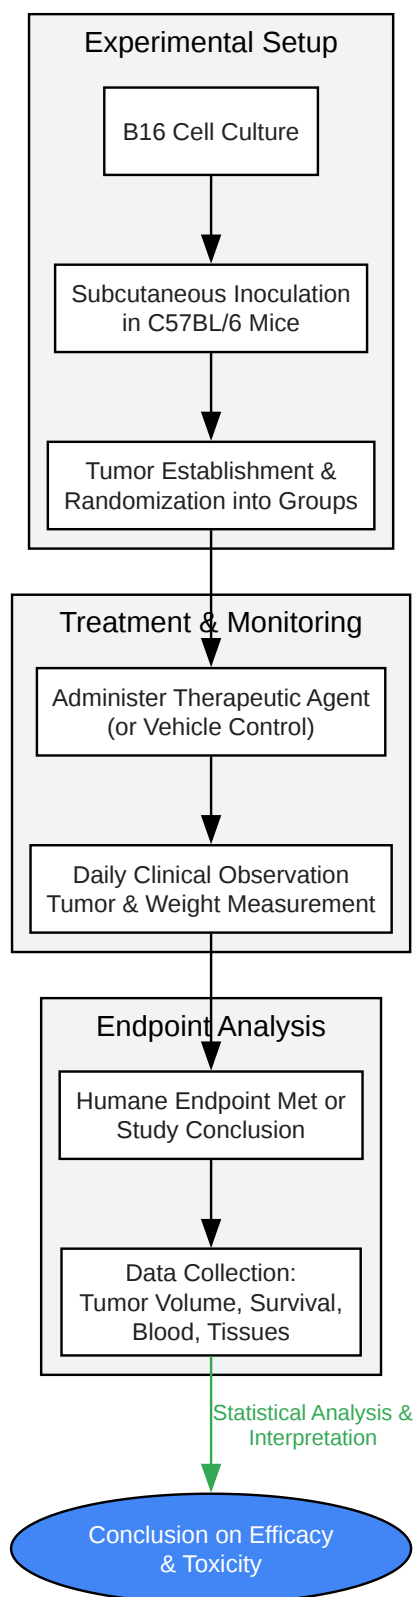 Experimental Setup
B16 Cell Culture
Subcutaneous Inoculation
in C57BL/6 Mice
Tumor Establishment &
Randomization into Groups
Treatment & Monitoring
Administer Therapeutic Agent
(or Vehicle Control)
Daily Clinical Observation
Tumor & Weight Measurement
Endpoint Analysis
Humane Endpoint Met or
Study Conclusion
Data Collection:
Tumor Volume, Survival,
Blood, Tissues
Statistical Analysis &
Interpretation
Conclusion on Efficacy
& Toxicity